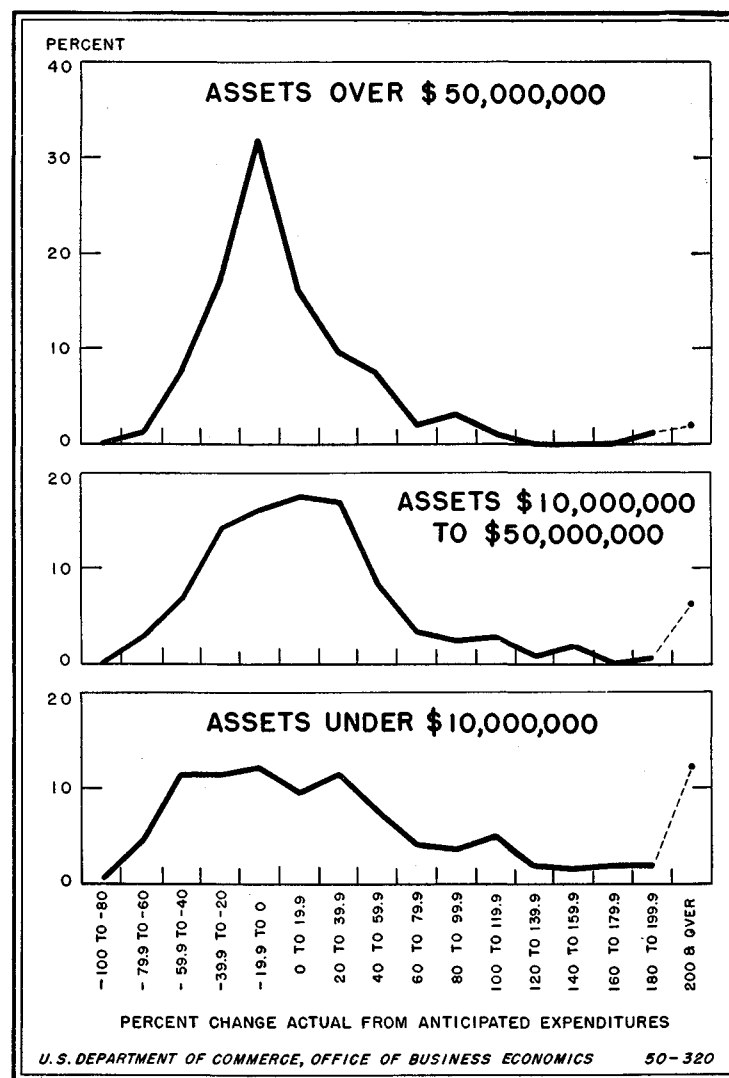 PERCENT
40
ASSETS OVER $50,000,000
30
20
10
0
20
ASSETS $10,000,000
TO $50,000,000
10
0
20
ASSETS UNDER $10,000,000
10
0
-100 TO -80
-79.9 TO -60
-59.9 TO -40
-39.9 TO -20
-19.9 TO 0
0 TO 19.9
20 TO 39.9
40 TO 59.9
60 TO 79.9
80 TO 99.9
100 TO 119.9
120 TO 139.9
140 TO 159.9
160 TO 179.9
180 TO 199.9
200 & OVER
PERCENT CHANGE ACTUAL FROM ANTICIPATED EXPENDITURES
U.S. DEPARTMENT OF COMMERCE, OFFICE OF BUSINESS ECONOMICS 50-320